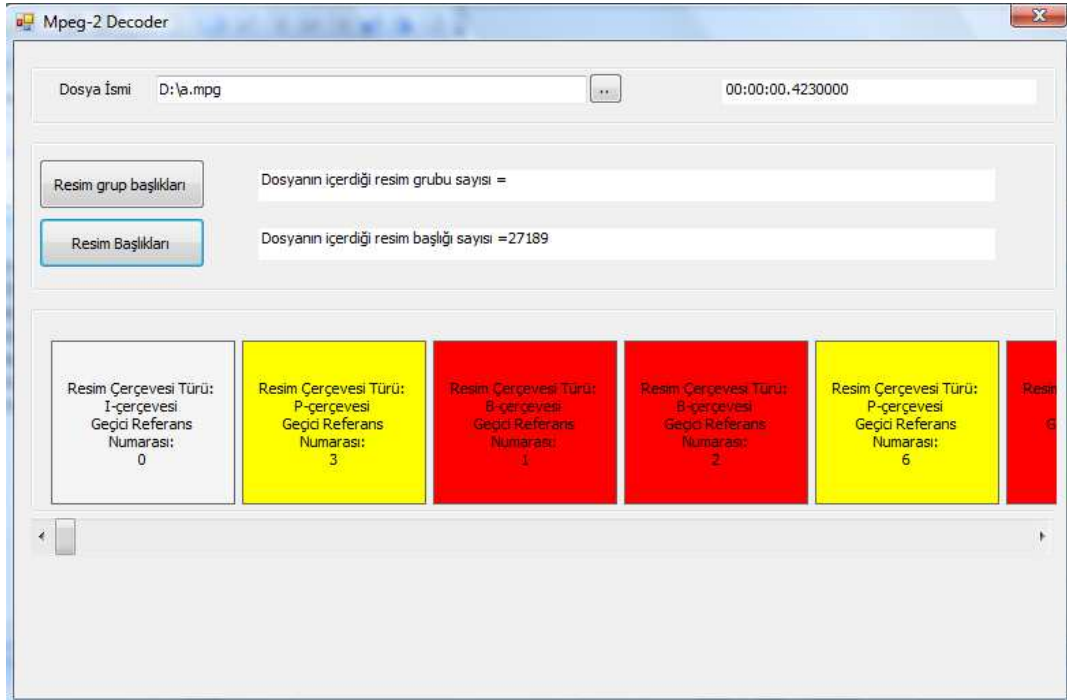 Mpeg-2 Decoder
Dosya İsmi
D:\a.mpg
..
00:00:00.4230000
Resim grup başlıkları
Dosyanın içerdiği resim grubu sayısı =
Resim Başlıkları
Dosyanın içerdiği resim başlığı sayısı =27189
Resim Çerçevesi Türü:
I-çerçevesi
Geçici Referans
Numarası:
0
Resim Çerçevesi Türü:
P-çerçevesi
Geçici Referans
Numarası:
3
Resim Çerçevesi Türü:
B-çerçevesi
Geçici Referans
Numarası:
1
Resim Çerçevesi Türü:
B-çerçevesi
Geçici Referans
Numarası:
2
Resim Çerçevesi Türü:
P-çerçevesi
Geçici Referans
Numarası:
6